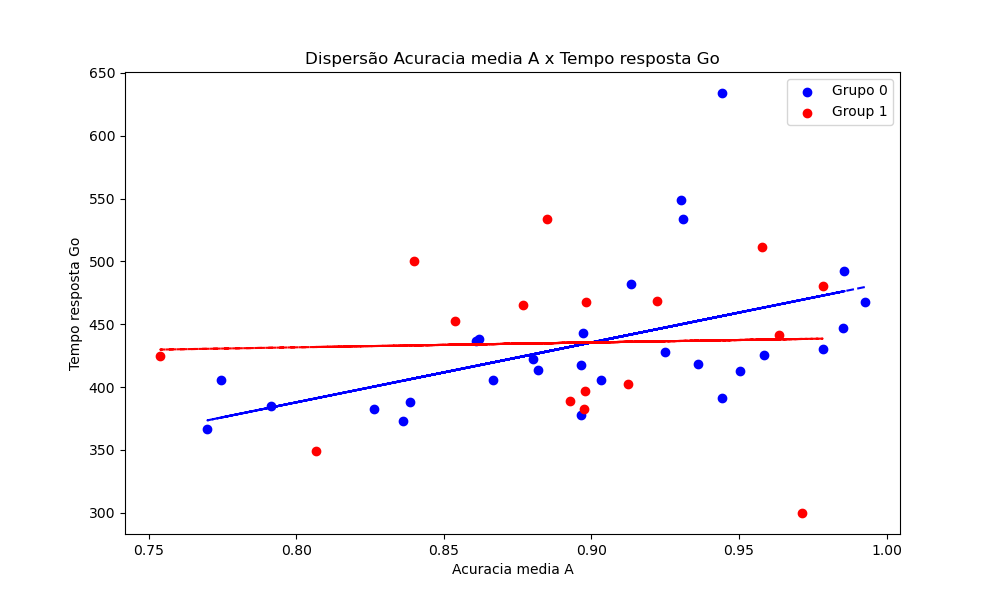 Dispersão Acuracia media A x Tempo resposta Go
Grupo 0
Group 1
Tempo resposta Go
650
600
550
500
450
400
350
300
0.75 0.80 0.85 0.90 0.95 1.00
Acuracia media A